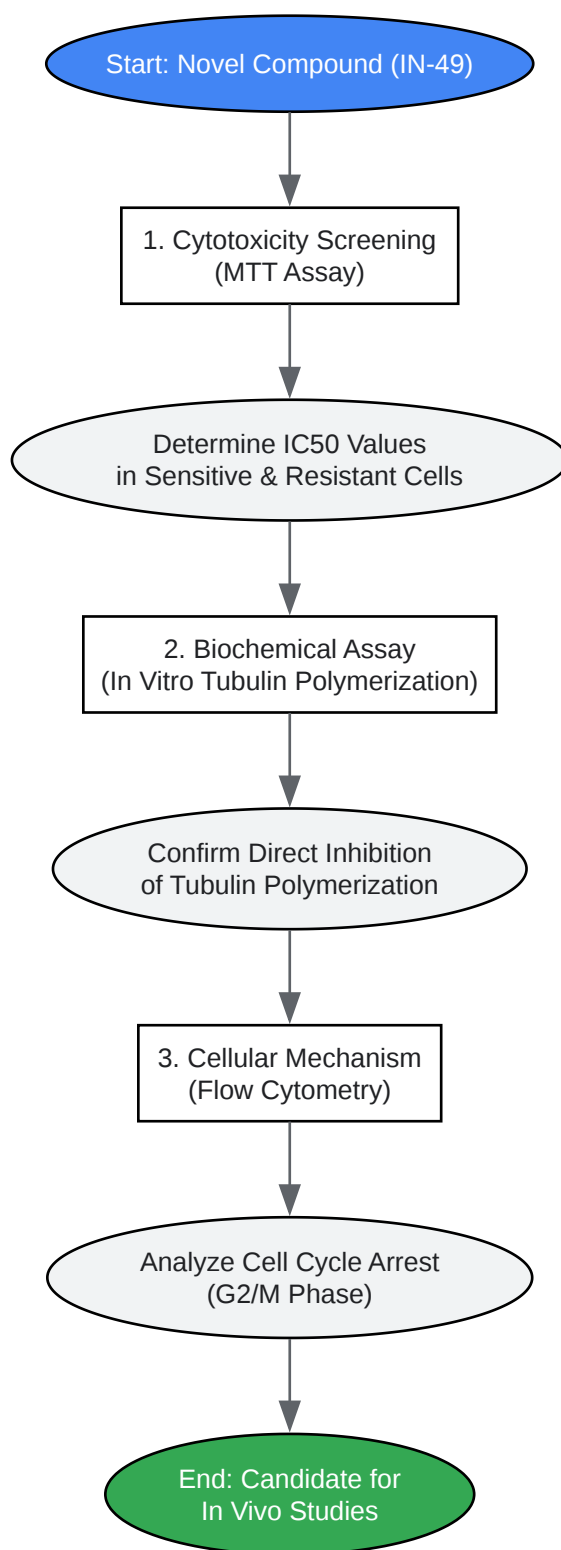 Start: Novel Compound (IN-49)
1. Cytotoxicity Screening
(MTT Assay)
Determine IC50 Values
in Sensitive & Resistant Cells
2. Biochemical Assay
(In Vitro Tubulin Polymerization)
Confirm Direct Inhibition
of Tubulin Polymerization
3. Cellular Mechanism
(Flow Cytometry)
Analyze Cell Cycle Arrest
(G2/M Phase)
End: Candidate for
In Vivo Studies